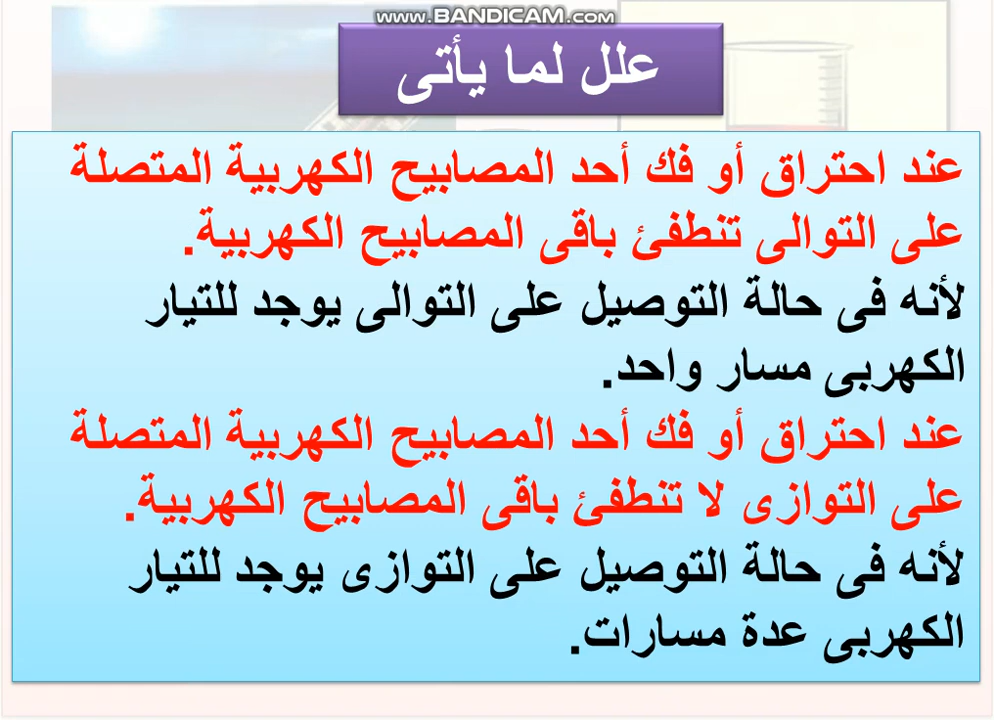 www.BANDICAM.com
علل لما يأتى
عند احتراق أو فك أحد المصابيح الكهربية المتصلة
على التوالى تنطفئ باقى المصابيح الكهربية.
لأنه فى حالة التوصيل على التوالى يوجد للتيار
الكهربى مسار واحد.
عند احتراق أو فك أحد المصابيح الكهربية المتصلة
على التوازى لا تنطفئ باقى المصابيح الكهربية.
لأنه فى حالة التوصيل على التوازى يوجد للتيار
الكهربى عدة مسارات.